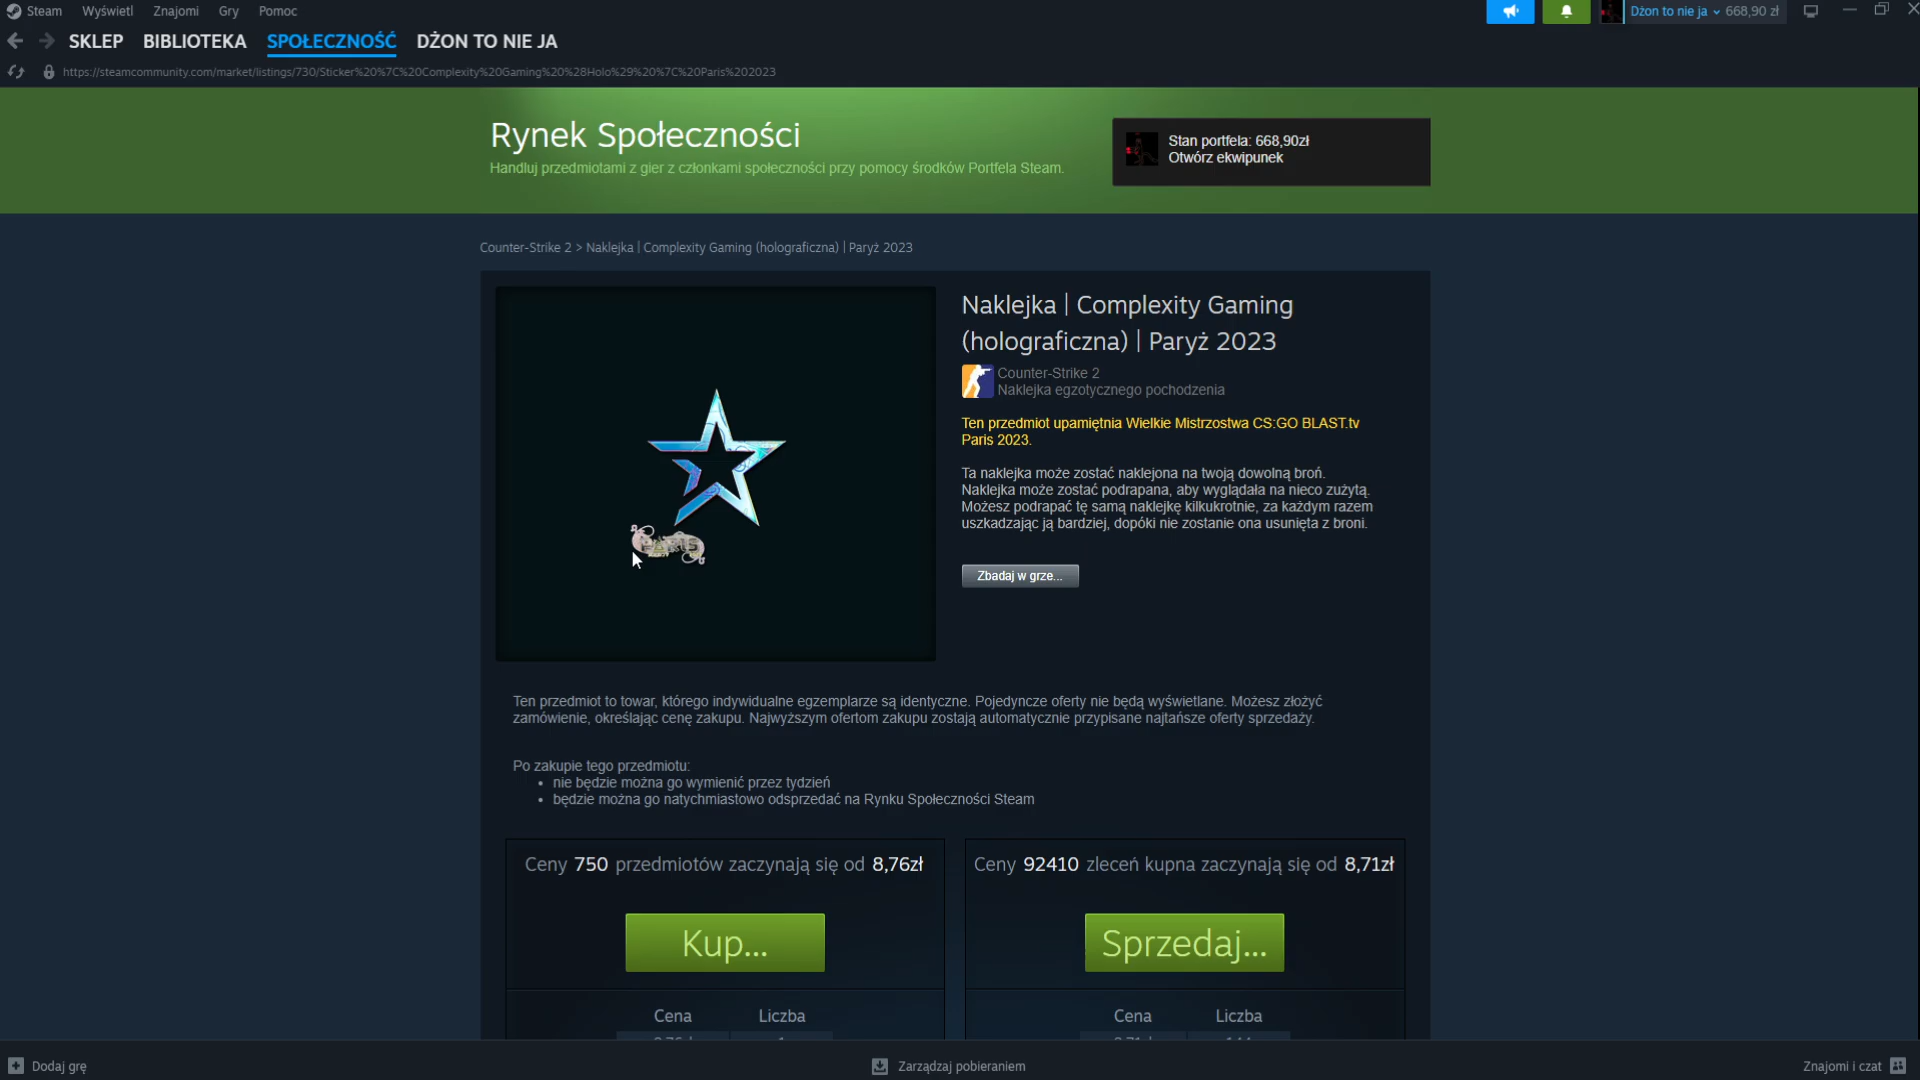 Steam Wyświetl Znajomi Gry Pomoc
Dżon to nie ja 668,90 zł
SKLEP BIBLIOTEKA SPOŁECZNOŚĆ DŻON TO NIE JA
https://steamcommunity.com/market/listings/730/Sticker%20%7C%20Complexity%20Gaming%20%28Holo%29%20%7C%20Paris%202023
Rynek Społeczności
Handluj przedmiotami z gier z członkami społeczności przy pomocy środków Portfela Steam.
Stan portfela: 668,90zł
Otwórz ekwipunek
Counter-Strike 2 > Naklejka | Complexity Gaming (holograficzna) | Paryż 2023
PARIS
Naklejka | Complexity Gaming
(holograficzna) | Paryż 2023
Counter-Strike 2
Naklejka egzotycznego pochodzenia
Ten przedmiot upamiętnia Wielkie Mistrzostwa CS:GO BLAST.tv
Paris 2023.
Ta naklejka może zostać naklejona na twoją dowolną broń.
Naklejka może zostać podrapana, aby wyglądała na nieco zużytą.
Możesz podrapać tę samą naklejkę kilkukrotnie, za każdym razem
uszkadzając ją bardziej, dopóki nie zostanie ona usunięta z broni.
Zbadaj w grze...
Ten przedmiot to towar, którego indywidualne egzemplarze są identyczne. Pojedyncze oferty nie będą wyświetlane. Możesz złożyć
zamówienie, określając cenę zakupu. Najwyższym ofertom zakupu zostają automatycznie przypisane najtańsze oferty sprzedaży.
Po zakupie tego przedmiotu:
• nie będzie można go wymienić przez tydzień
• będzie można go natychmiastowo odsprzedać na Rynku Społeczności Steam
Ceny 750 przedmiotów zaczynają się od 8,76zł
Kup...
Cena Liczba
Ceny 92410 zleceń kupna zaczynają się od 8,71zł
Sprzedaj...
Cena Liczba
Dodaj grę
Zarządzaj pobieraniem
Znajomi i czat